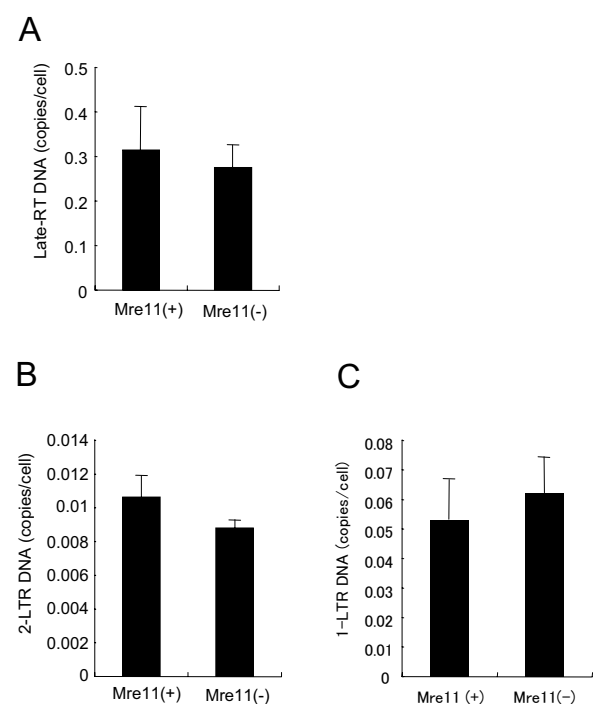 A
Late-RT DNA (copies/cell)
0.5
0.4
0.3
0.2
0.1
0
Mre11(+) Mre11(-)
B
2-LTR DNA (copies/cell)
0.014
0.012
0.01
0.008
0.006
0.004
0.002
0
Mre11(+) Mre11(-)
C
1-LTR DNA (copies/cell)
0.08
0.07
0.06
0.05
0.04
0.03
0.02
0.01
0
Mre11 (+) Mre11(-)